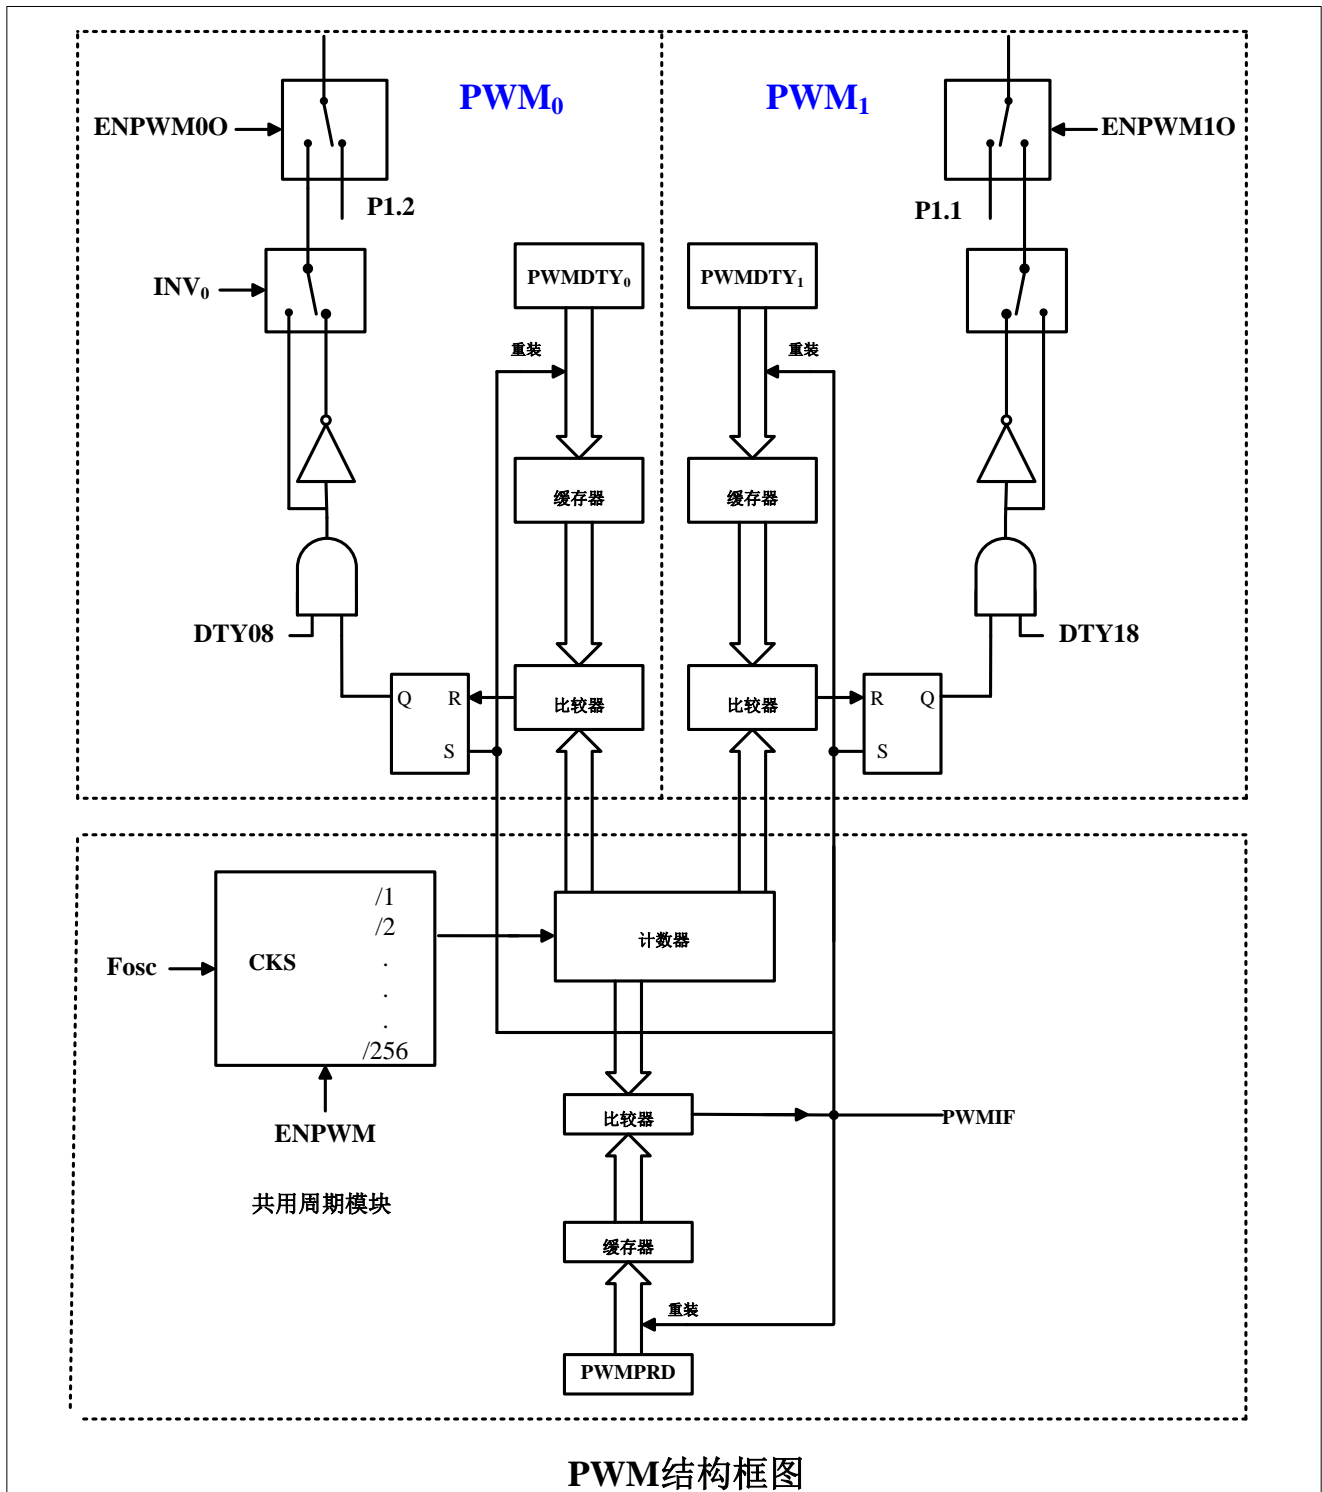 PWM₀
PWM₁
ENPWM0O
ENPWM1O
P1.2
P1.1
INV₀
PWMDTY₀
PWMDTY₁
重装
重装
缓存器
缓存器
DTY08
DTY18
Q
R
S
比较器
比较器
R
Q
S
/1
/2
.
.
.
/256
CKS
Fosc
计数器
ENPWM
比较器
PWMIF
共用周期模块
缓存器
重装
PWMPRD
PWM结构框图